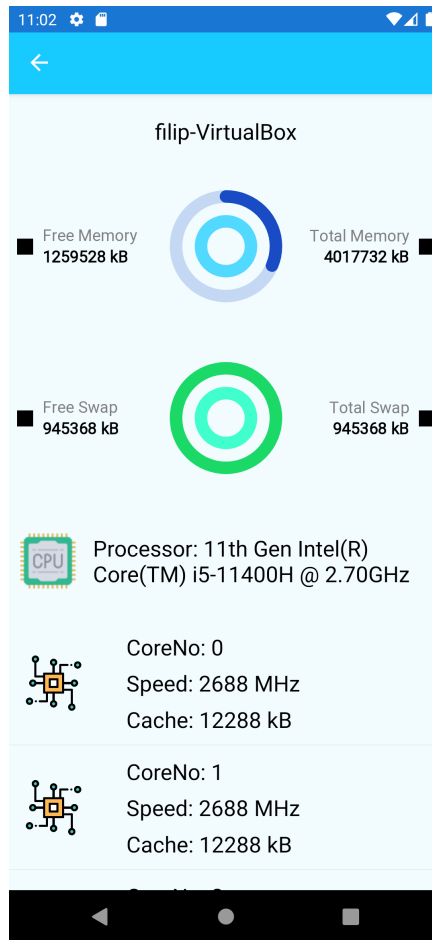 11:02
filip-VirtualBox
Free Memory
1259528 kB
Total Memory
4017732 kB
Free Swap
945368 kB
Total Swap
945368 kB
CPU
Processor: 11th Gen Intel(R)
Core(TM) i5-11400H @ 2.70GHz
CoreNo: 0
Speed: 2688 MHz
Cache: 12288 kB
CoreNo: 1
Speed: 2688 MHz
Cache: 12288 kB